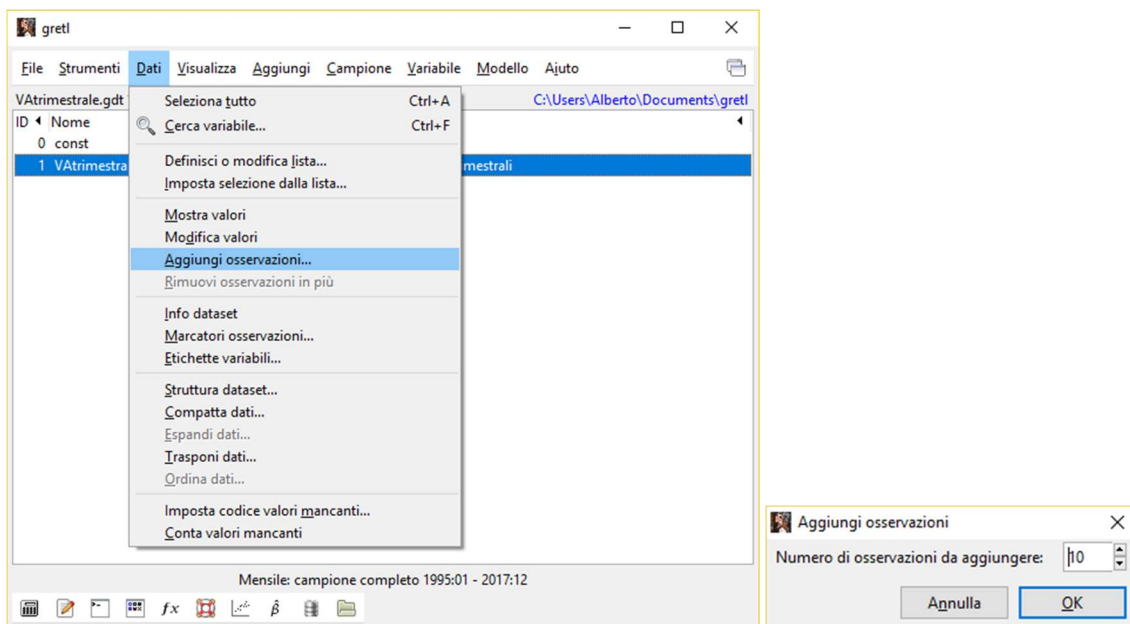 gretl
File Strumenti Dati Visualizza Aggiungi Campione Variabile Modello Aiuto
VAtrimestrale.gdt C:\Users\Alberto\Documents\gretl
ID Nome
0 const
1 VAtrimestra mestrali
Seleziona tutto Ctrl+A
Cerca variabile... Ctrl+F
Definisci o modifica lista...
Imposta selezione dalla lista...
Mostra valori
Modifica valori
Aggiungi osservazioni...
Rimuovi osservazioni in più
Info dataset
Marcatori osservazioni...
Etichette variabili...
Struttura dataset...
Compatta dati...
Espandi dati...
Trasponi dati...
Ordina dati...
Imposta codice valori mancanti...
Conta valori mancanti
Mensile: campione completo 1995:01 - 2017:12
fx β̂
Aggiungi osservazioni
Numero di osservazioni da aggiungere: 10
Annulla OK